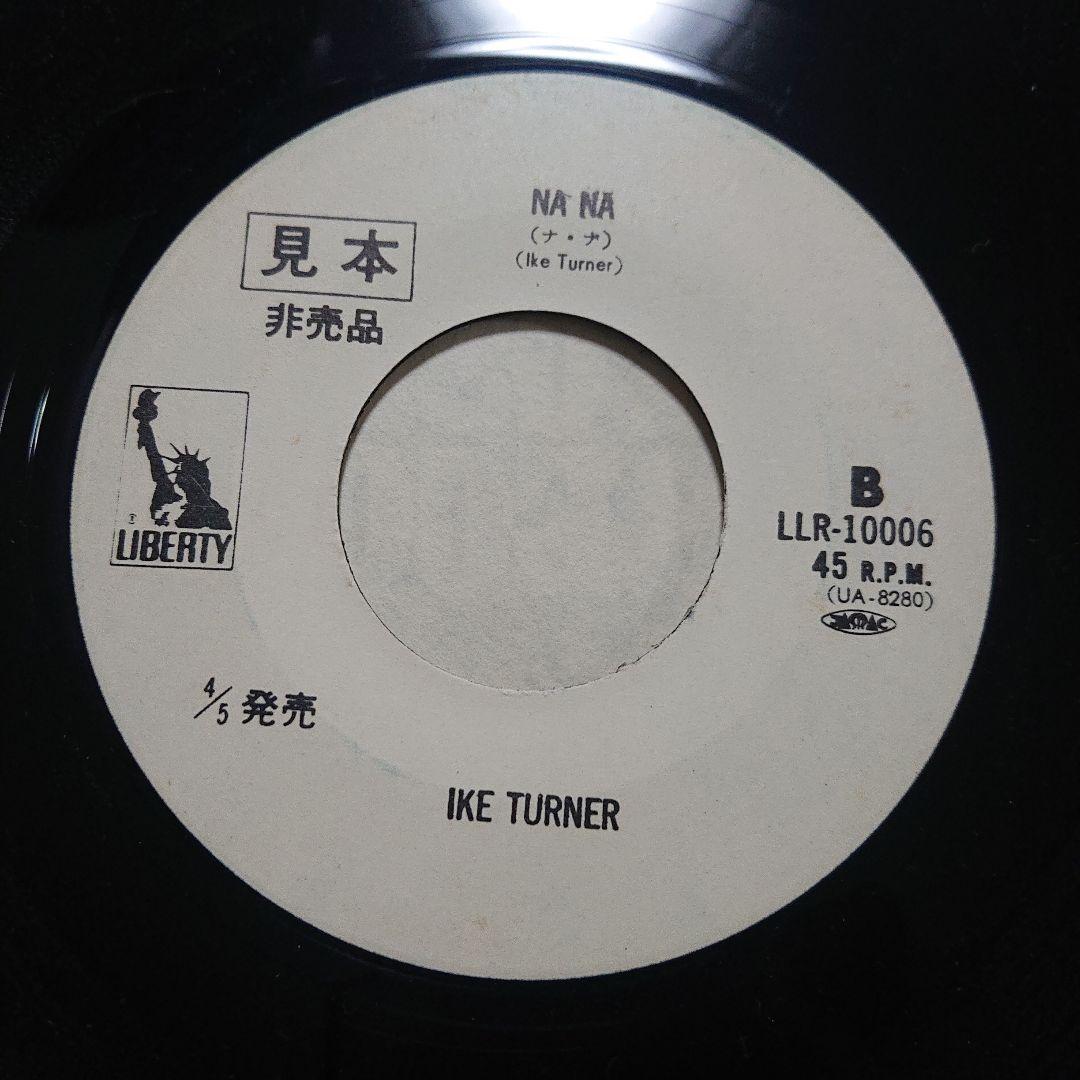 NA NA
(ナ・ナ)
(Ike Turner)
見本
非売品
LIBERTY
B
LLR-10006
45 R.P.M.
(UA-8280)
JASRAC
4/5 発売
IKE TURNER